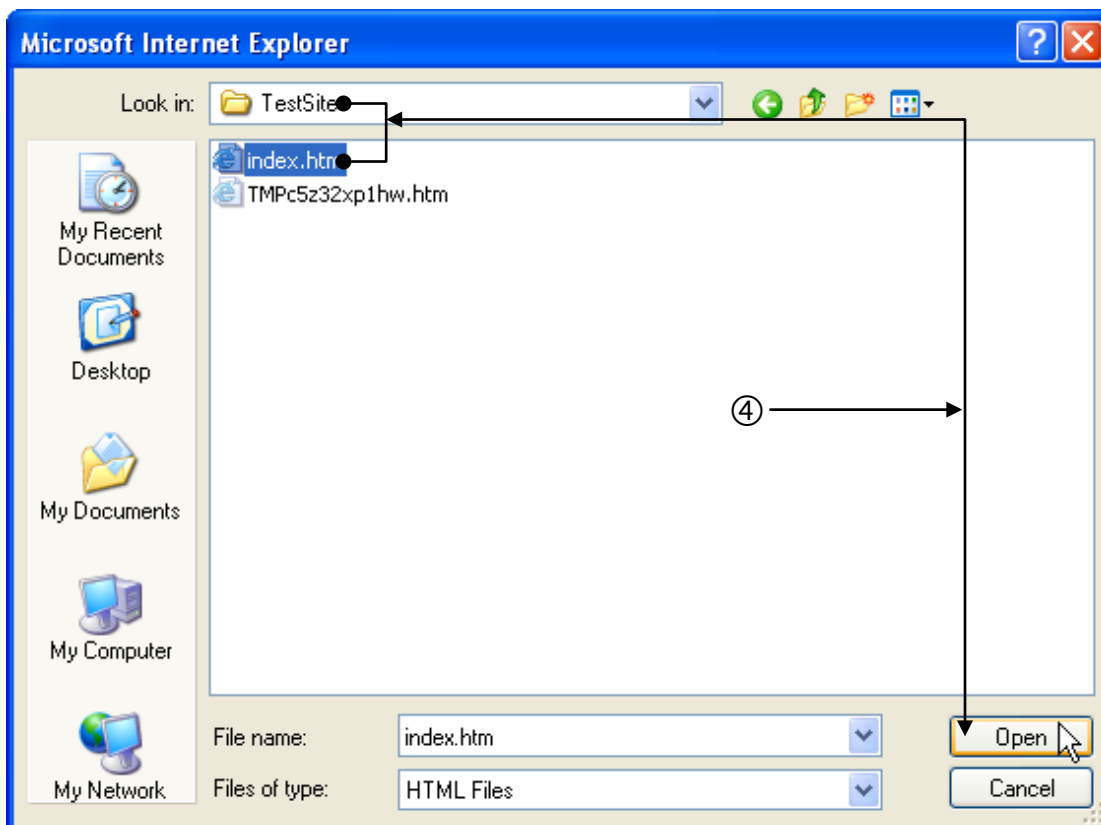 Microsoft Internet Explorer
Look in: TestSite
index.htm
TMPc5z32xp1hw.htm
My Recent
Documents
Desktop
④
My Documents
My Computer
My Network
File name: index.htm Open
Files of type: HTML Files Cancel